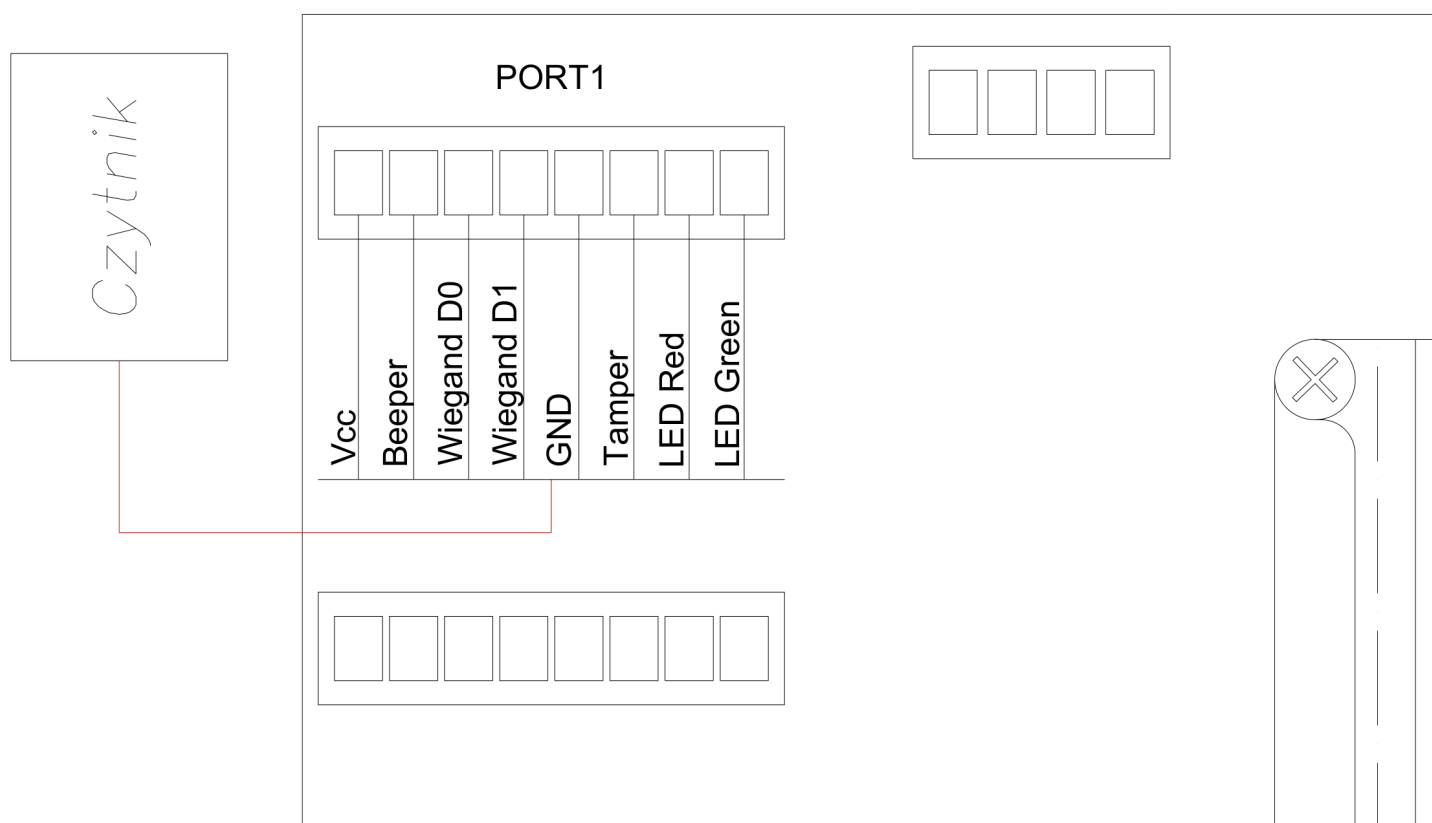 Czytnik
PORT1
Vcc
Beeper
Wiegand D0
Wiegand D1
GND
Tamper
LED Red
LED Green